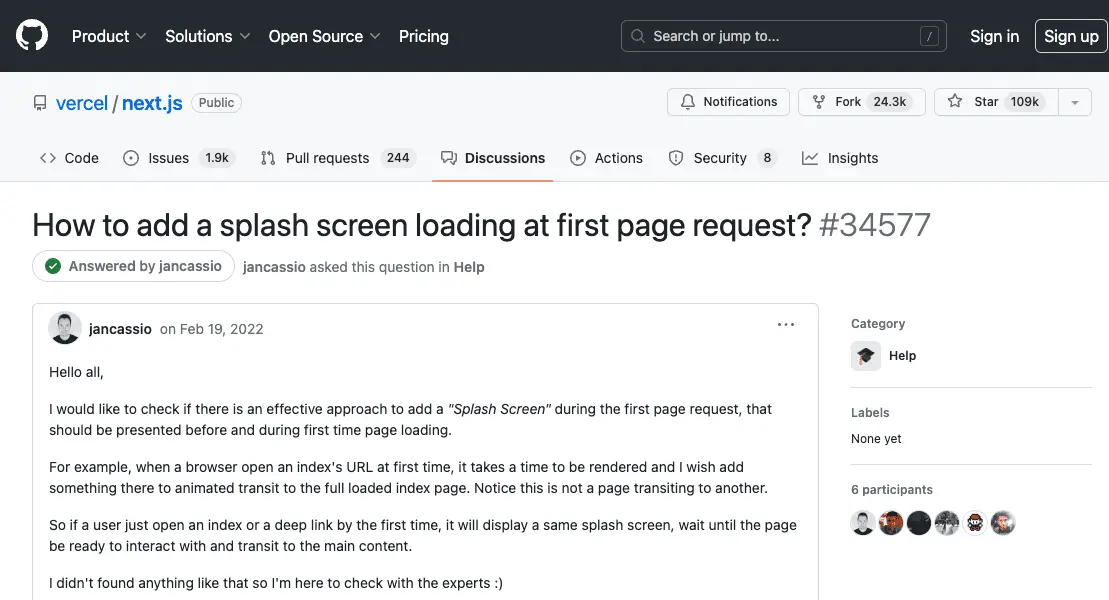 Product Solutions Open Source Pricing Search or jump to... / Sign in Sign up
vercel / next.js Public Notifications Fork 24.3k Star 109k
Code Issues 1.9k Pull requests 244 Discussions Actions Security 8 Insights
How to add a splash screen loading at first page request? #34577
Answered by jancassio jancassio asked this question in Help
jancassio on Feb 19, 2022
Hello all,
I would like to check if there is an effective approach to add a "Splash Screen" during the first page request, that
should be presented before and during first time page loading.
For example, when a browser open an index's URL at first time, it takes a time to be rendered and I wish add
something there to animated transit to the full loaded index page. Notice this is not a page transiting to another.
So if a user just open an index or a deep link by the first time, it will display a same splash screen, wait until the page
be ready to interact with and transit to the main content.
I didn't found anything like that so I'm here to check with the experts :)
Category
Help
Labels
None yet
6 participants